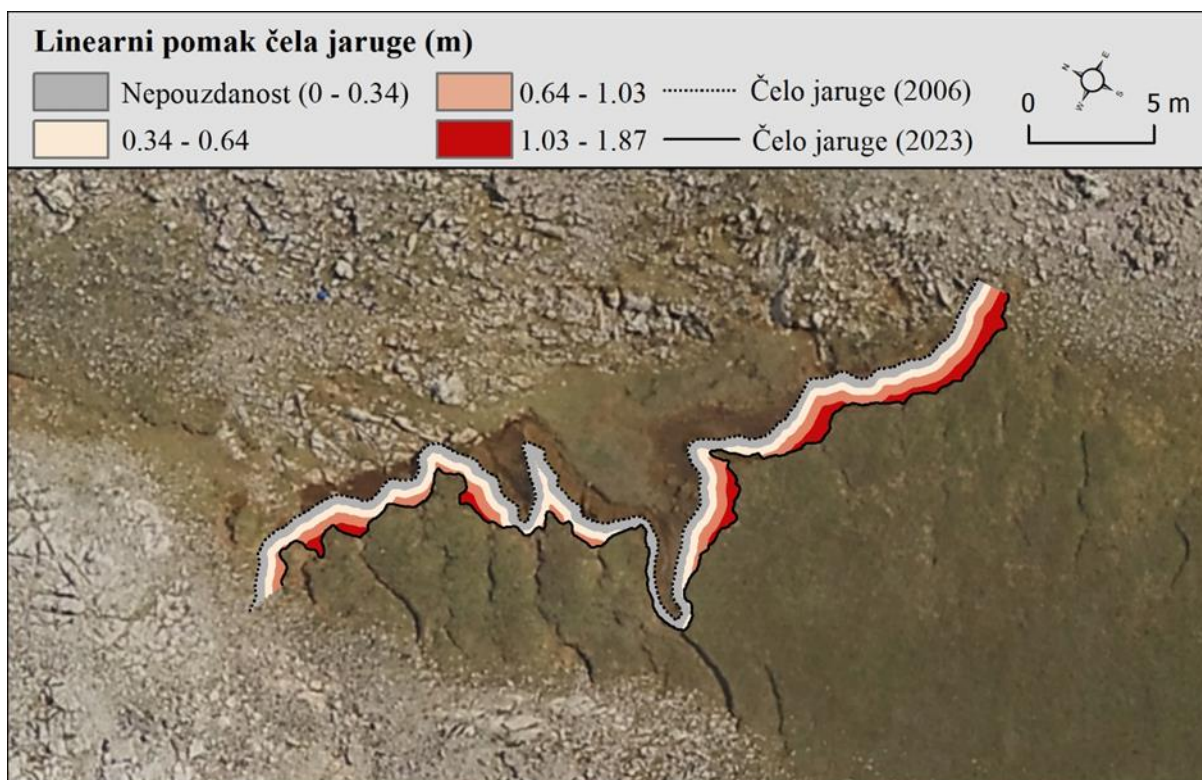 Linearni pomak čela jaruge (m)
Nepouzdanost (0 - 0.34)
0.34 - 0.64
0.64 - 1.03
1.03 - 1.87
Čelo jaruge (2006)
Čelo jaruge (2023)
N
E
W
S
0
5 m